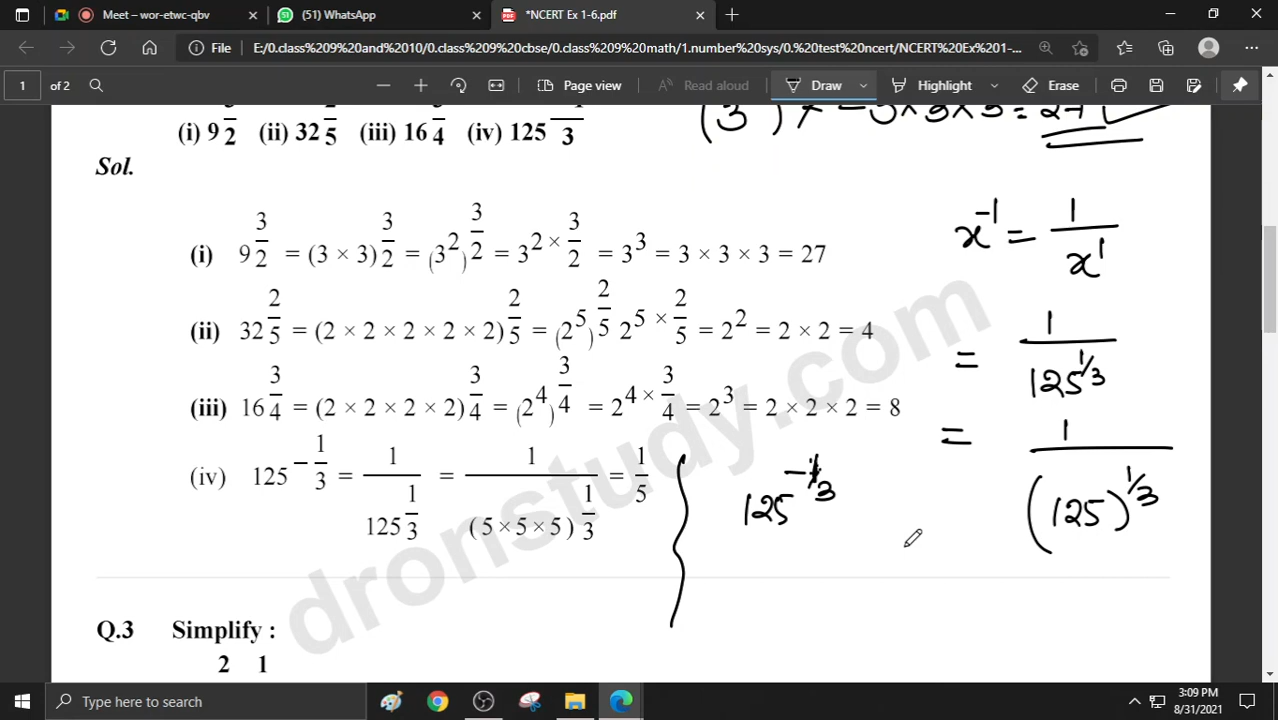 Meet – wor-etwc-qbv
(51) WhatsApp
*NCERT Ex 1-6.pdf
File E:/0.class%209%20and%2010/0.class%209%20cbse/0.class%209%20math/1.number%20sys/0.%20test%20ncert/NCERT%20Ex%201-...
1 of 2 Page view Read aloud Draw Highlight Erase
(i) 9 2 (ii) 32 5 (iii) 16 4 (iv) 125 3
= 27
Sol.
(i) 9^(3/2) = (3 × 3)^(3/2) = (3^2)^(3/2) = 3^(2 × 3/2) = 3^3 = 3 × 3 × 3 = 27
x^-1 = 1/x^1
(ii) 32^(2/5) = (2 × 2 × 2 × 2 × 2)^(2/5) = (2^5)^(2/5) 2^(5 × 2/5) = 2^2 = 2 × 2 = 4
= 1/125^(1/3)
(iii) 16^(3/4) = (2 × 2 × 2 × 2)^(3/4) = (2^4)^(3/4) = 2^(4 × 3/4) = 2^3 = 2 × 2 × 2 = 8
(iv) 125^(−1/3) = 1/125^(1/3) = 1/(5×5×5)^(1/3) = 1/5
125^(-1/3)
= 1/(125)^(1/3)
dronstudy.com
Q.3 Simplify :
2 1
Type here to search
3:09 PM
8/31/2021